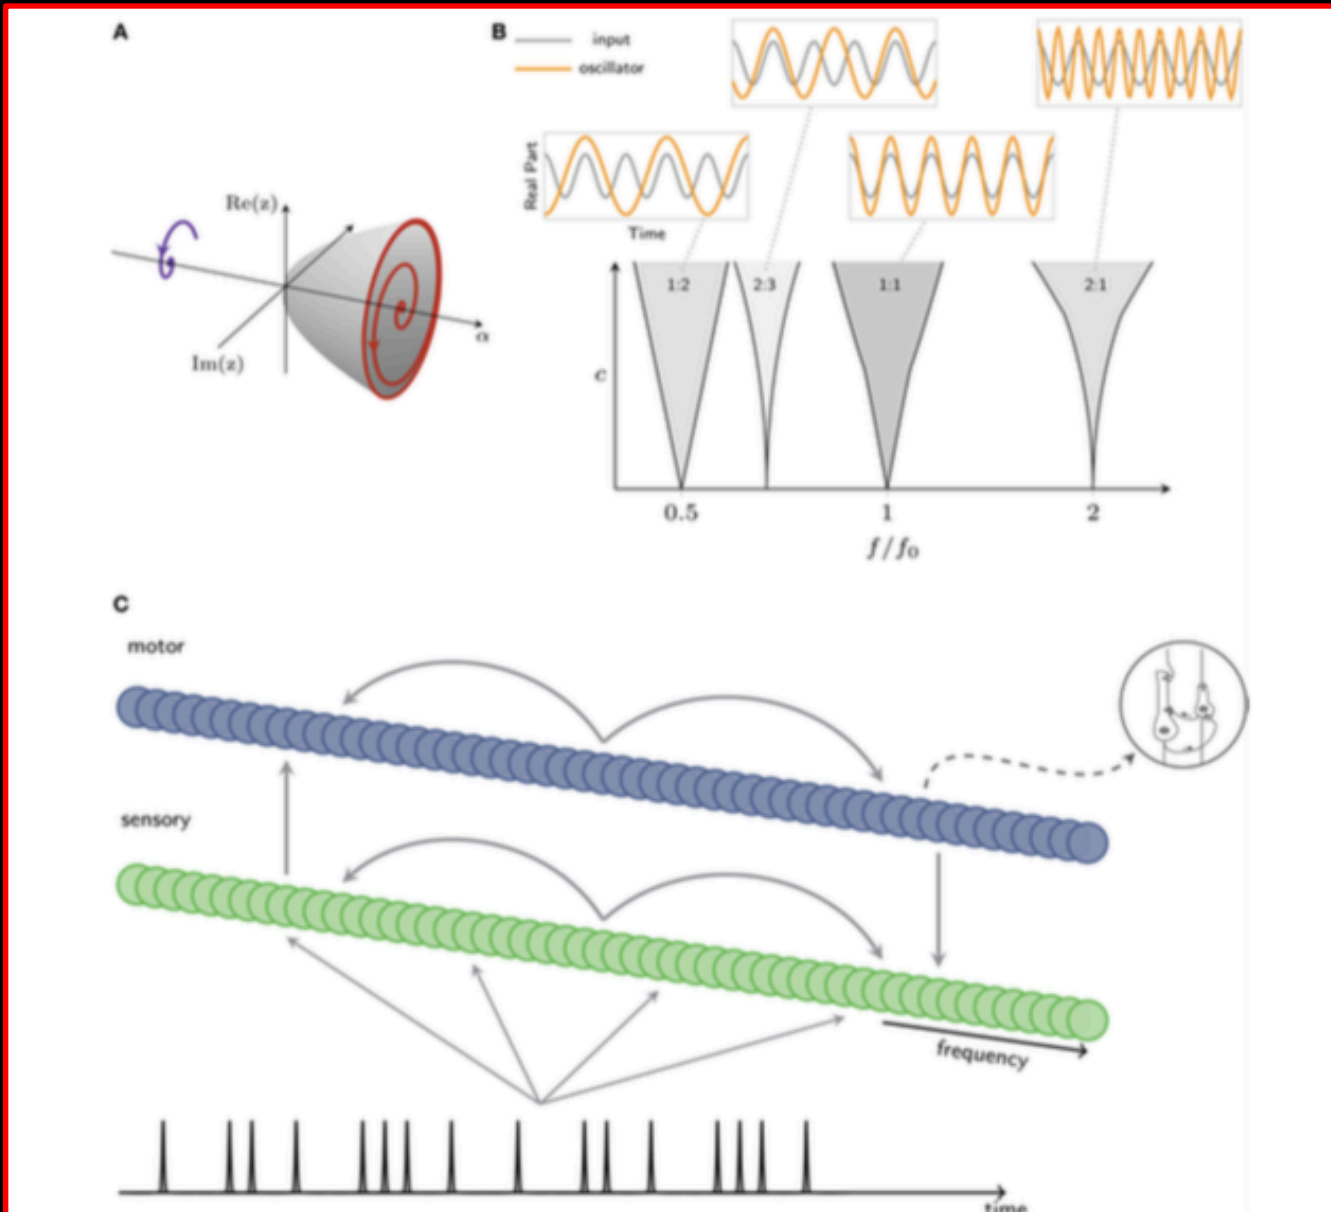 A
Re(z)
Im(z)
α
B
input
oscillator
Real Part
Time
1:2
2:3
1:1
2:1
c
0.5
1
2
f/f₀
C
motor
sensory
frequency
time